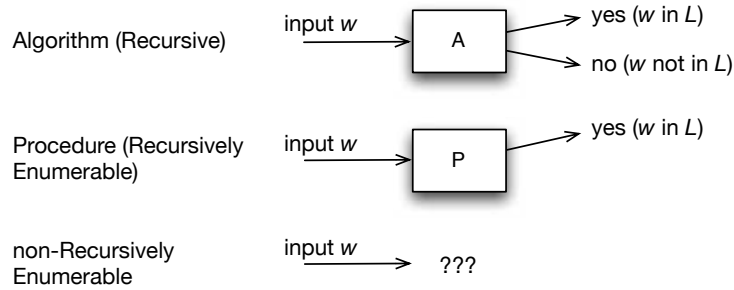 Algorithm (Recursive)
input w
A
yes (w in L)
no (w not in L)
Procedure (Recursively
Enumerable)
input w
P
yes (w in L)
non-Recursively
Enumerable
input w
???